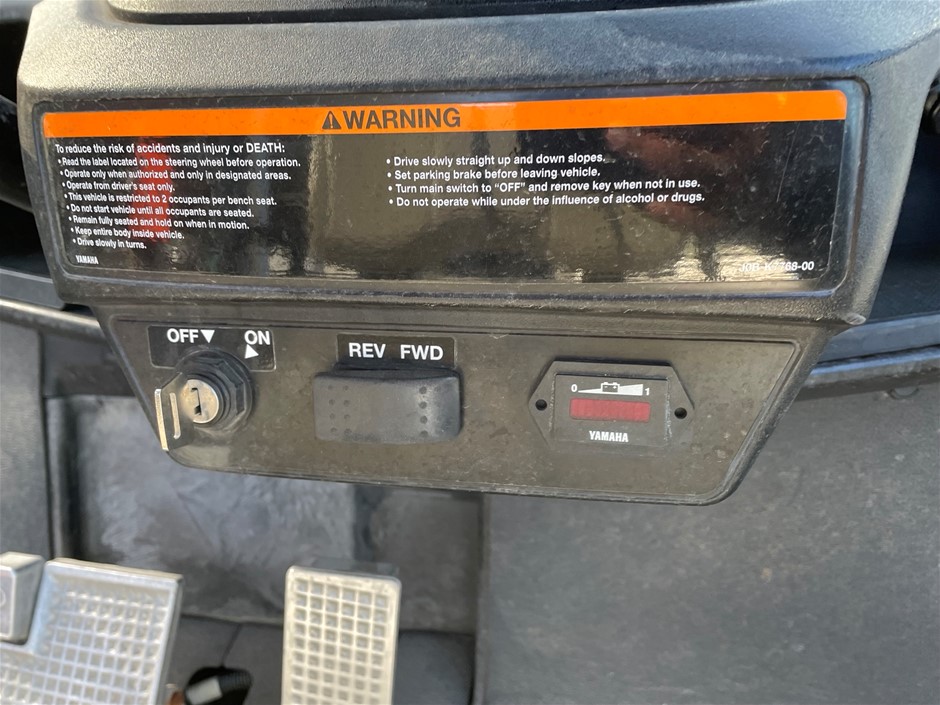 WARNING
To reduce the risk of accidents and injury or DEATH:
• Read the label located on the steering wheel before operation.
• Operate only when authorized and only in designated areas.
• Operate from driver's seat only.
• This vehicle is restricted to 2 occupants per bench seat.
• Do not start vehicle until all occupants are seated.
• Remain fully seated and hold on when in motion.
• Keep entire body inside vehicle.
• Drive slowly in turns.
YAMAHA
• Drive slowly straight up and down slopes.
• Set parking brake before leaving vehicle.
• Turn main switch to "OFF" and remove key when not in use.
• Do not operate while under the influence of alcohol or drugs.
OFF ON
REV FWD
0 1
YAMAHA